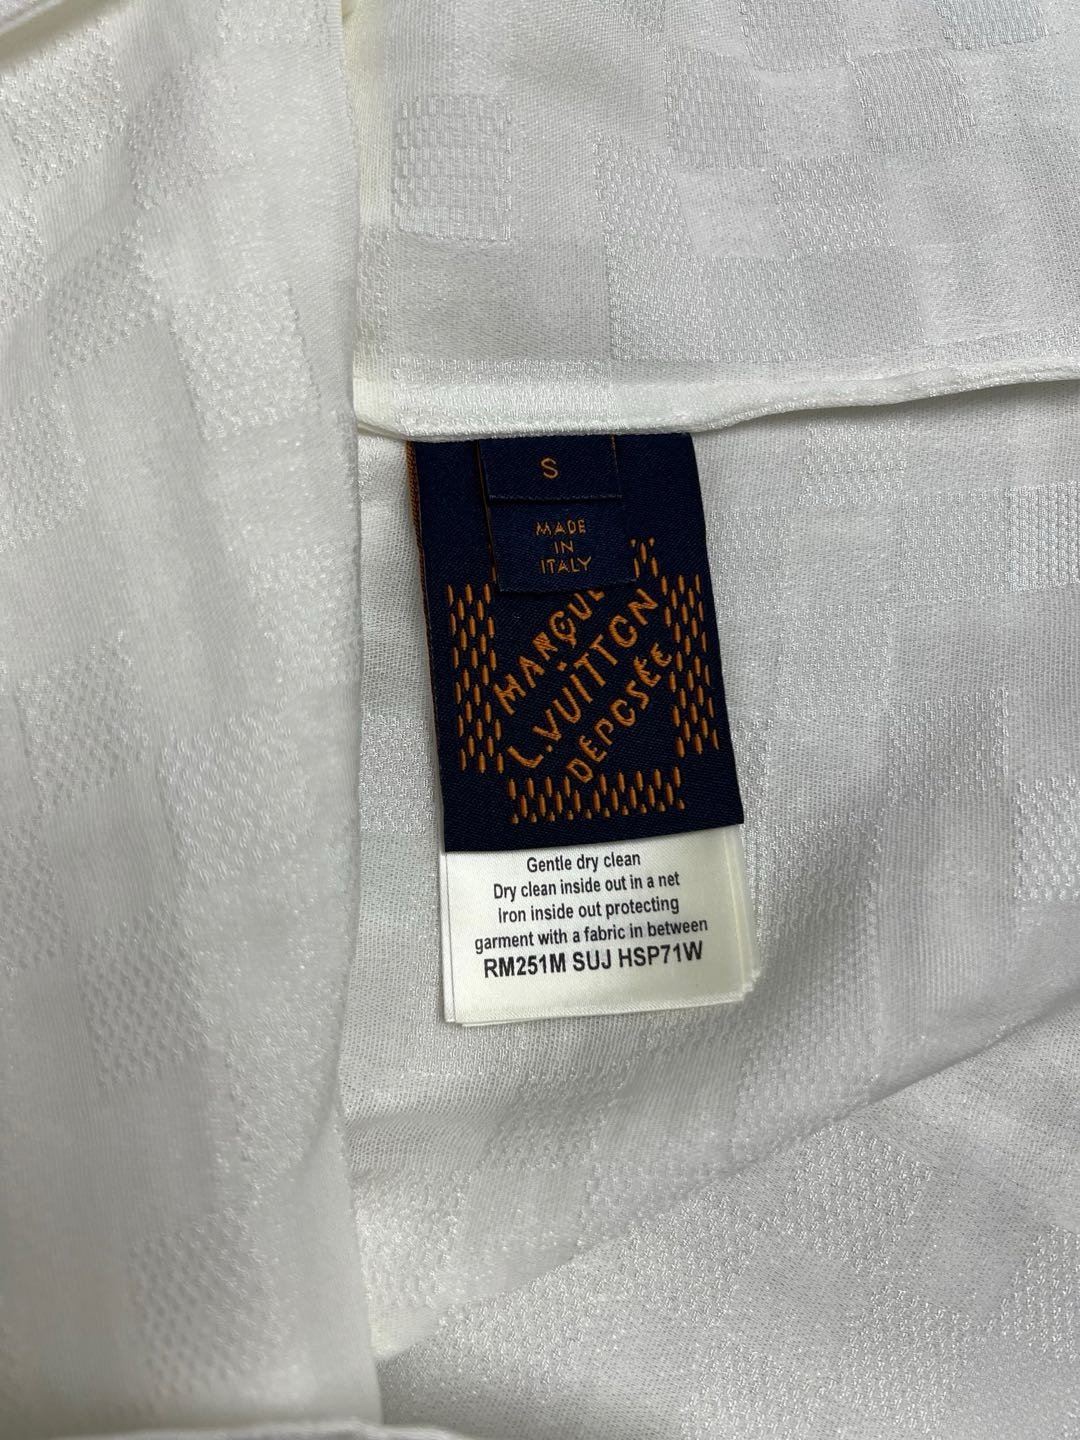 S
MADE
IN
ITALY
MARQUE
L.VUITTON
DÉPOSÉE
Gentle dry clean
Dry clean inside out in a net
Iron inside out protecting
garment with a fabric in between
RM251M SUJ HSP71W